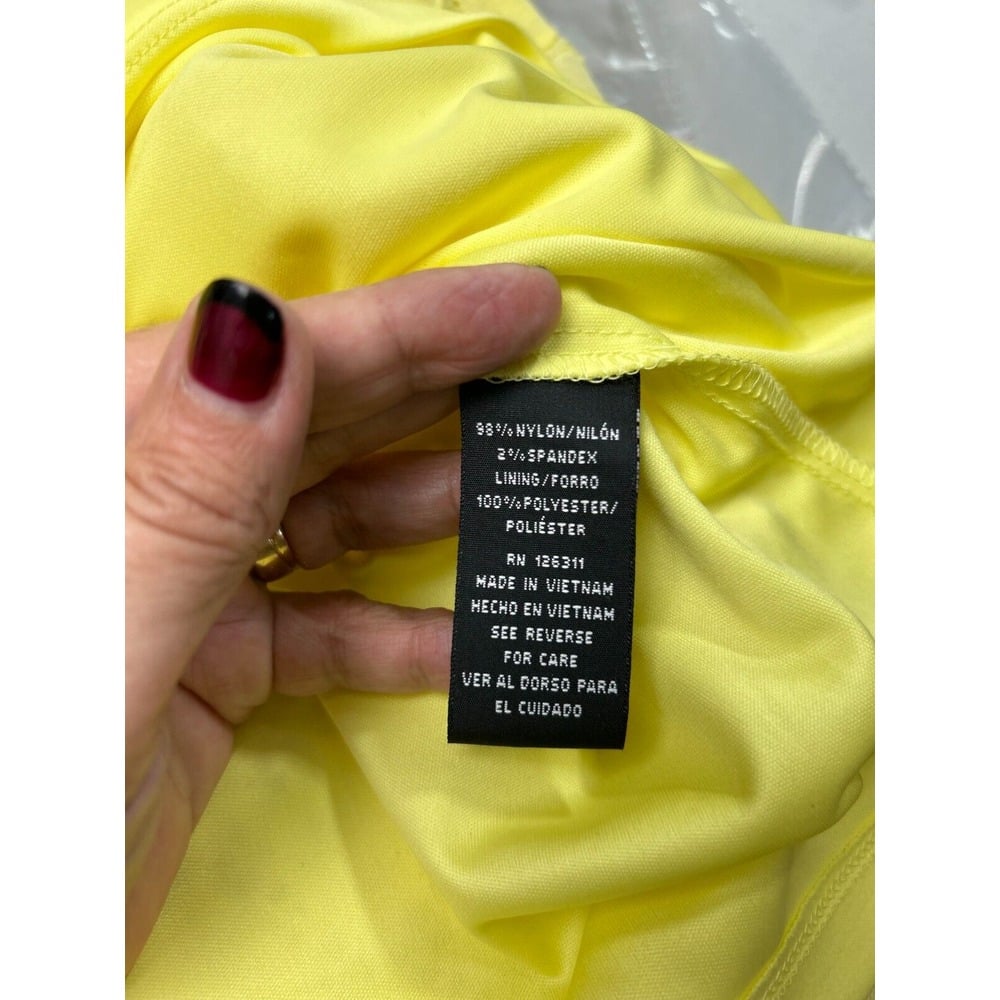 98% NYLON/NILÓN
2% SPANDEX
LINING/FORRO
100% POLYESTER/
POLIÉSTER
RN 126311
MADE IN VIETNAM
HECHO EN VIETNAM
SEE REVERSE
FOR CARE
VER AL DORSO PARA
EL CUIDADO